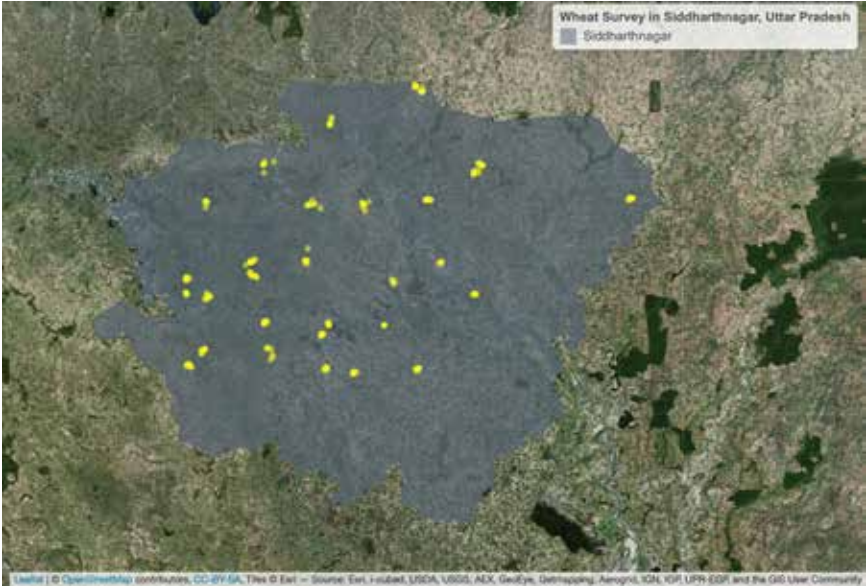 Wheat Survey in Siddharthnagar, Uttar Pradesh
Siddharthnagar
Leaflet | © OpenStreetMap contributors, CC-BY-SA, Tiles © Esri — Source: Esri, i-cubed, USDA, USGS, AEX, GeoEye, Getmapping, Aerogrid, IGN, IGP, UPR-EGP, and the GIS User Commun